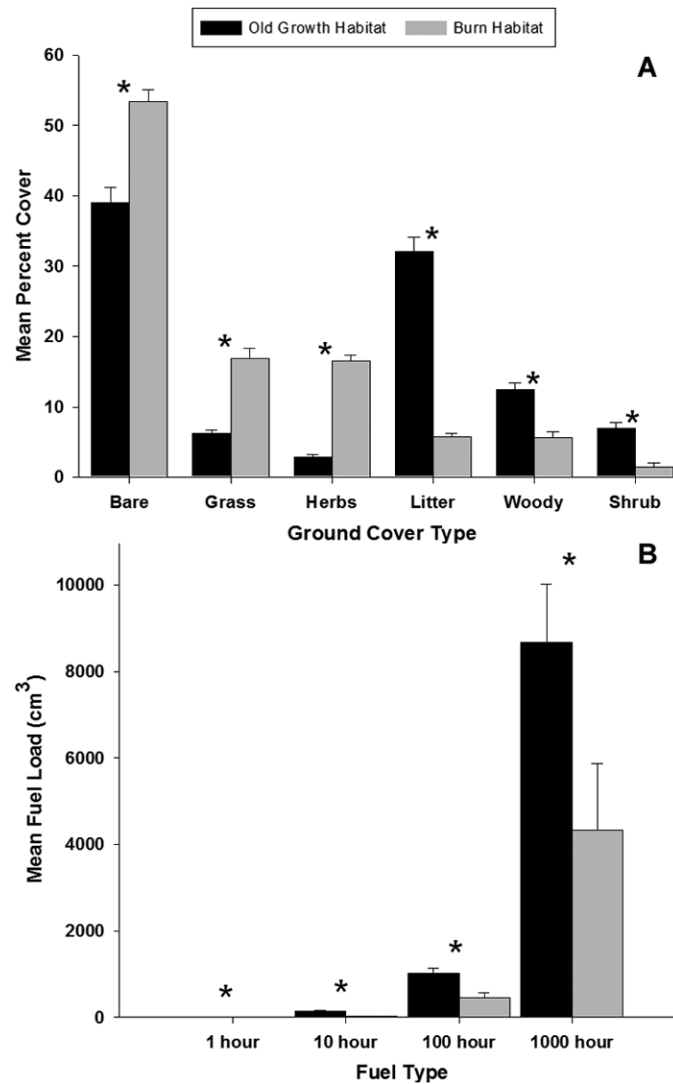 Old Growth Habitat Burn Habitat
A
60
50
40
30
20
10
0
Mean Percent Cover
* * * * * *
Bare Grass Herbs Litter Woody Shrub
Ground Cover Type
B
10000
8000
6000
4000
2000
0
Mean Fuel Load (cm³)
* * * *
1 hour 10 hour 100 hour 1000 hour
Fuel Type